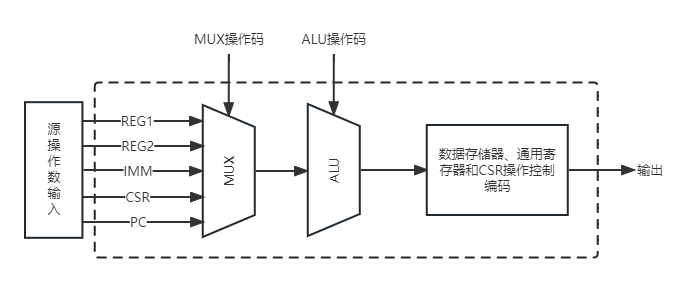 MUX操作码
ALU操作码
源操作数输入
REG1
REG2
IMM
CSR
PC
MUX
ALU
数据存储器、通用寄
存器和CSR操作控制
编码
输出